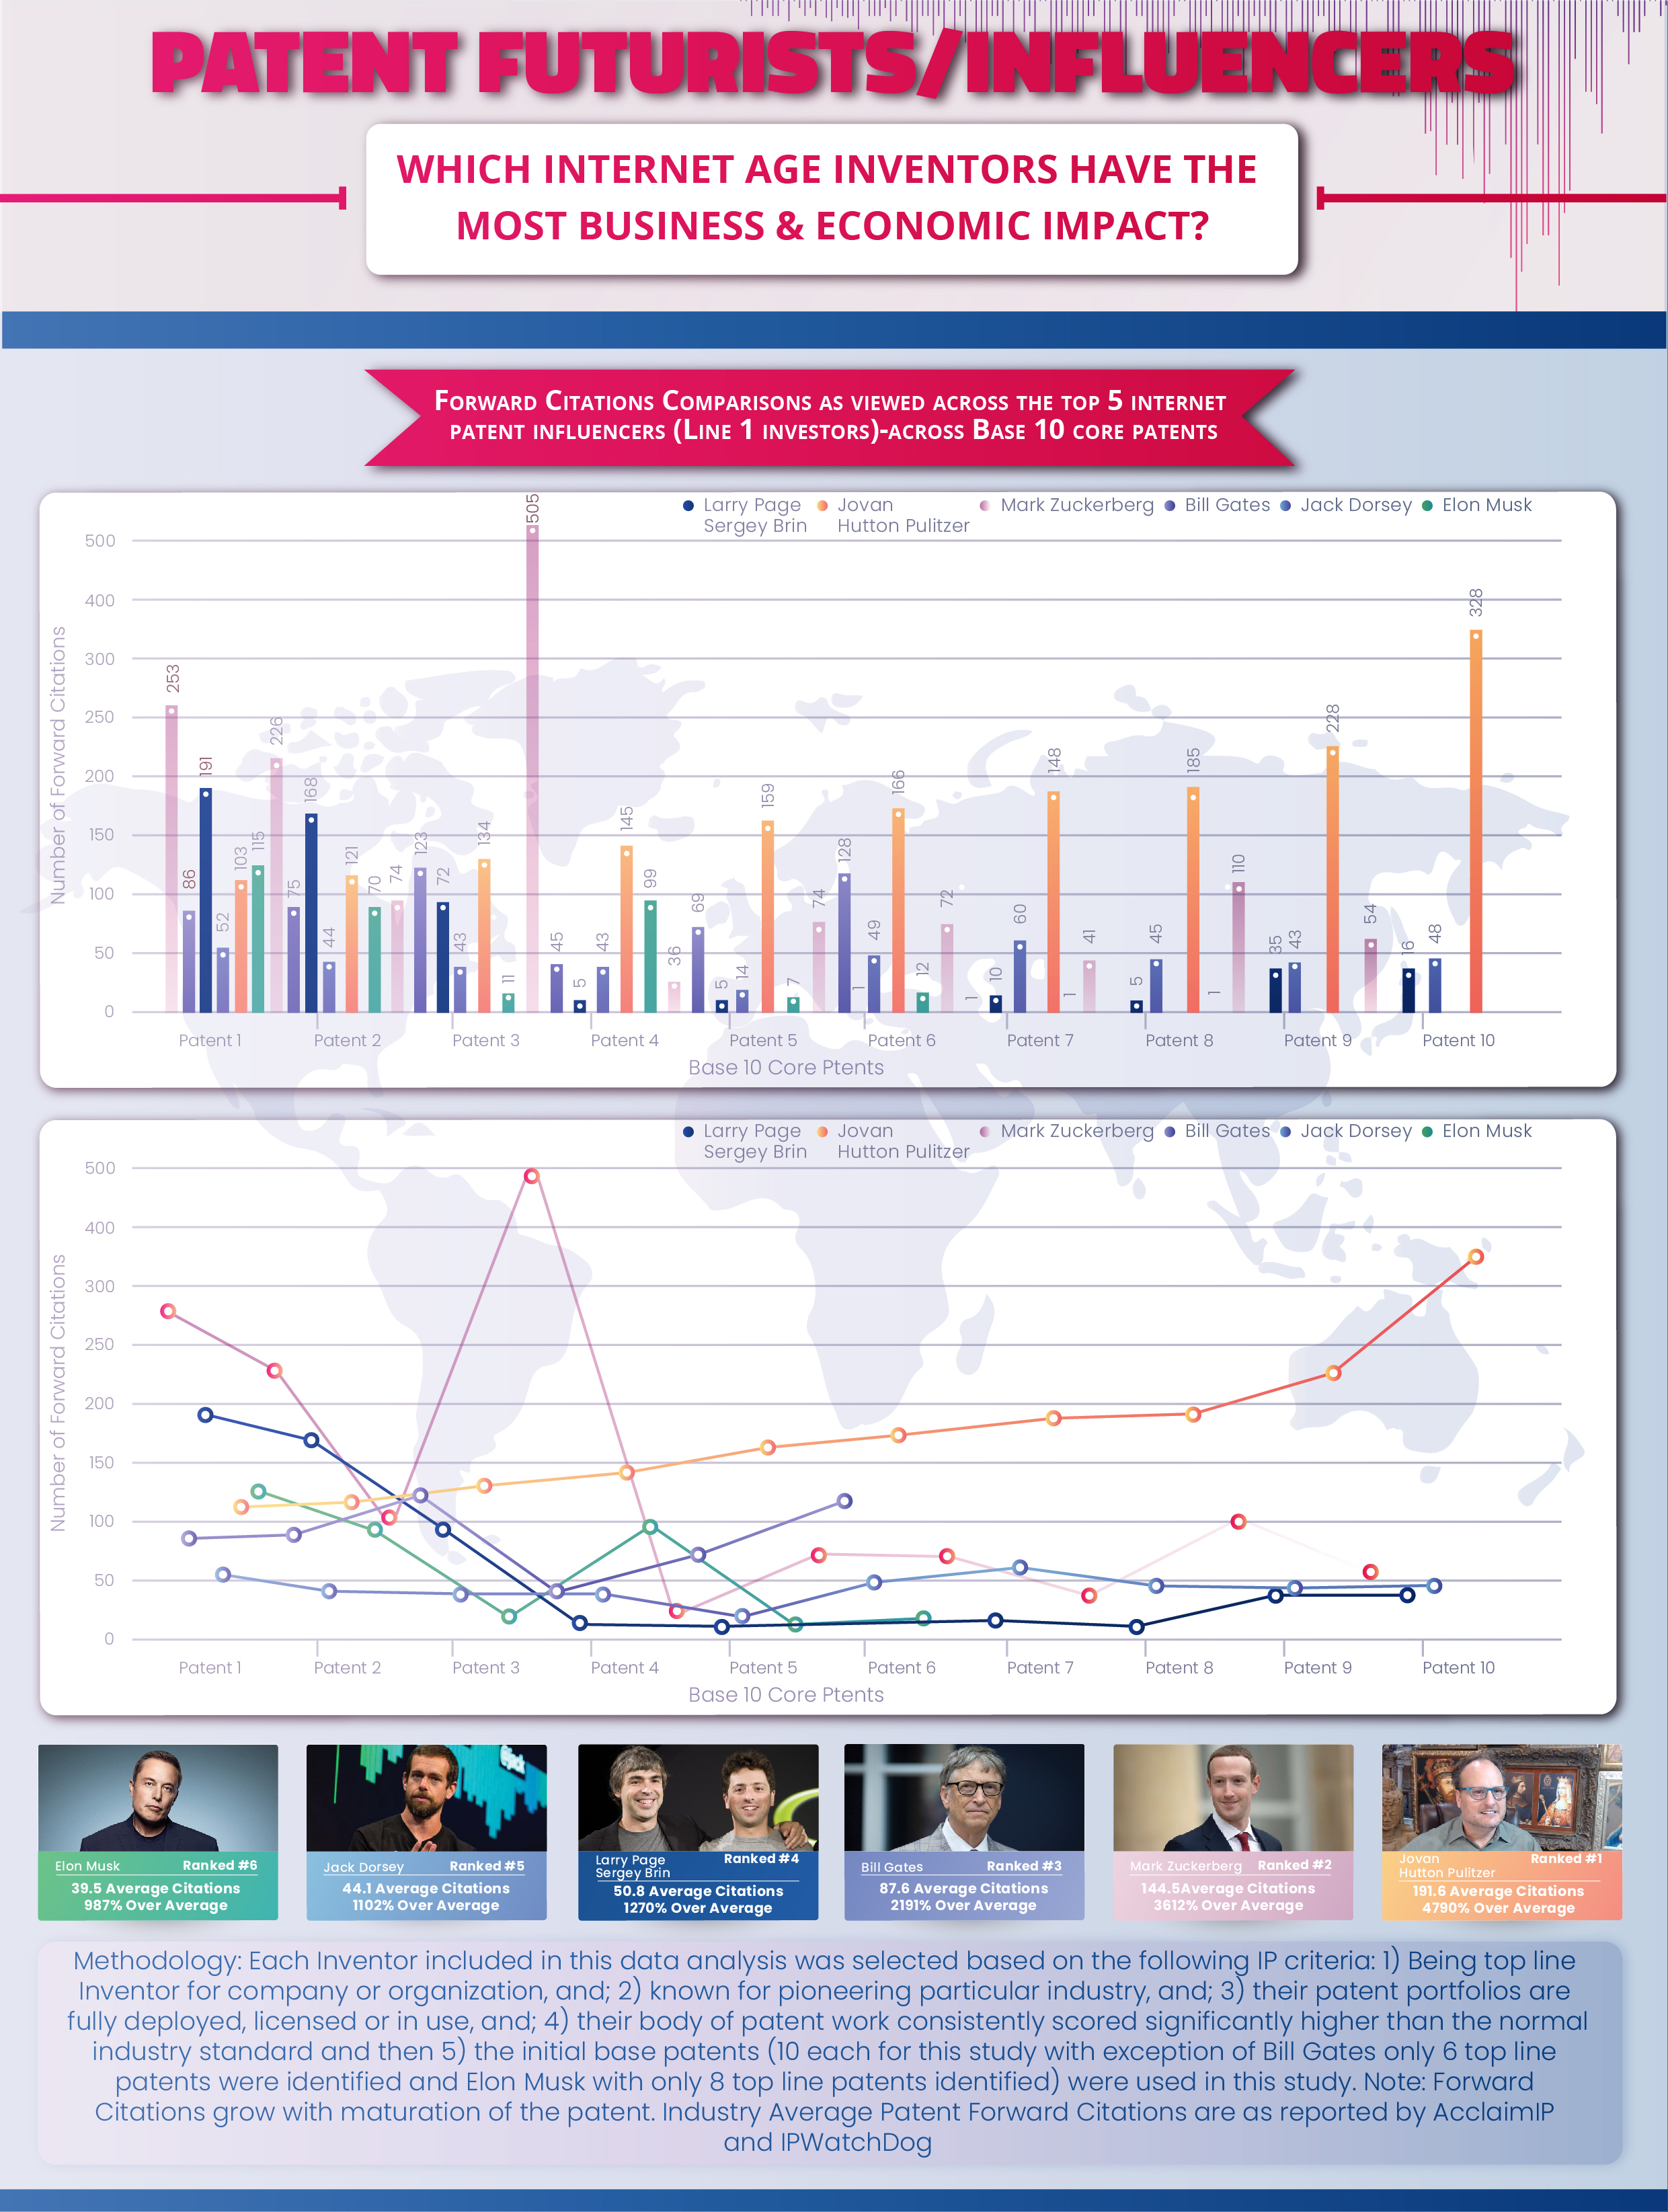 PATENT FUTURISTS/INFLUENCERS
WHICH INTERNET AGE INVENTORS HAVE THE
MOST BUSINESS & ECONOMIC IMPACT?
Forward Citations Comparisons as viewed across the top 5 internet
patent influencers (Line 1 investors)-across Base 10 core patents
Larry Page
Sergey Brin
Jovan
Hutton Pulitzer
Mark Zuckerberg
Bill Gates
Jack Dorsey
Elon Musk
Number of Forward Citations
500
400
300
250
200
150
100
50
0
253
86
191
52
103
115
226
75
168
44
121
70
74
123
72
43
134
11
505
45
5
43
145
99
36
69
5
14
159
7
74
128
1
49
166
12
72
1
10
60
148
1
41
5
45
185
1
110
35
43
228
54
16
48
328
Patent 1
Patent 2
Patent 3
Patent 4
Patent 5
Patent 6
Patent 7
Patent 8
Patent 9
Patent 10
Base 10 Core Ptents
Larry Page
Sergey Brin
Jovan
Hutton Pulitzer
Mark Zuckerberg
Bill Gates
Jack Dorsey
Elon Musk
Number of Forward Citations
500
400
300
250
200
150
100
50
0
Patent 1
Patent 2
Patent 3
Patent 4
Patent 5
Patent 6
Patent 7
Patent 8
Patent 9
Patent 10
Base 10 Core Ptents
Elon Musk Ranked #6
39.5 Average Citations
987% Over Average
Jack Dorsey Ranked #5
44.1 Average Citations
1102% Over Average
Larry Page Ranked #4
Sergey Brin
50.8 Average Citations
1270% Over Average
Bill Gates Ranked #3
87.6 Average Citations
2191% Over Average
Mark Zuckerberg Ranked #2
144.5Average Citations
3612% Over Average
Jovan Ranked #1
Hutton Pulitzer
191.6 Average Citations
4790% Over Average
Methodology: Each Inventor included in this data analysis was selected based on the following IP criteria: 1) Being top line
Inventor for company or organization, and; 2) known for pioneering particular industry, and; 3) their patent portfolios are
fully deployed, licensed or in use, and; 4) their body of patent work consistently scored significantly higher than the normal
industry standard and then 5) the initial base patents (10 each for this study with exception of Bill Gates only 6 top line
patents were identified and Elon Musk with only 8 top line patents identified) were used in this study. Note: Forward
Citations grow with maturation of the patent. Industry Average Patent Forward Citations are as reported by AcclaimIP
and IPWatchDog